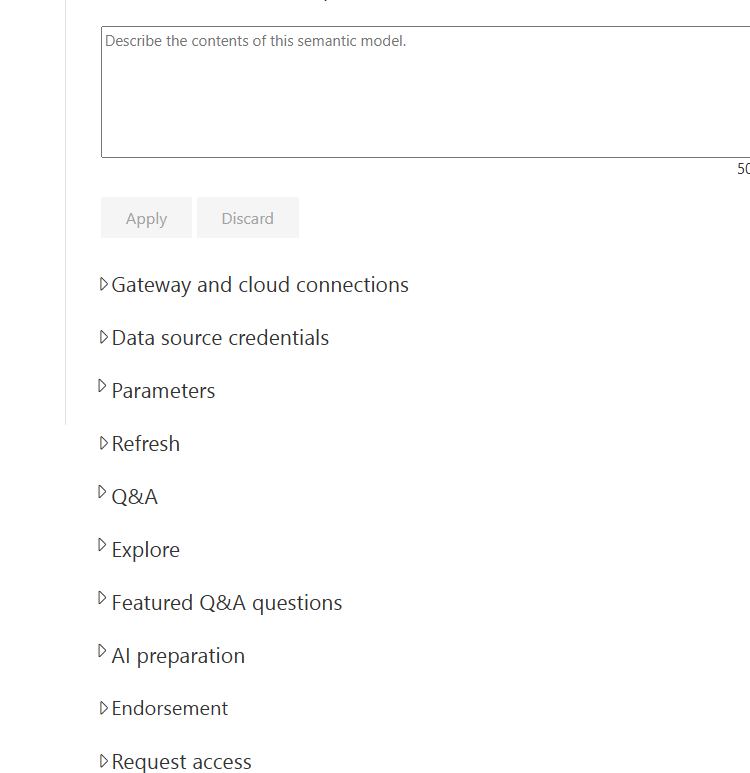 Describe the contents of this semantic model.
50
Apply Discard
Gateway and cloud connections
Data source credentials
Parameters
Refresh
Q&A
Explore
Featured Q&A questions
AI preparation
Endorsement
Request access